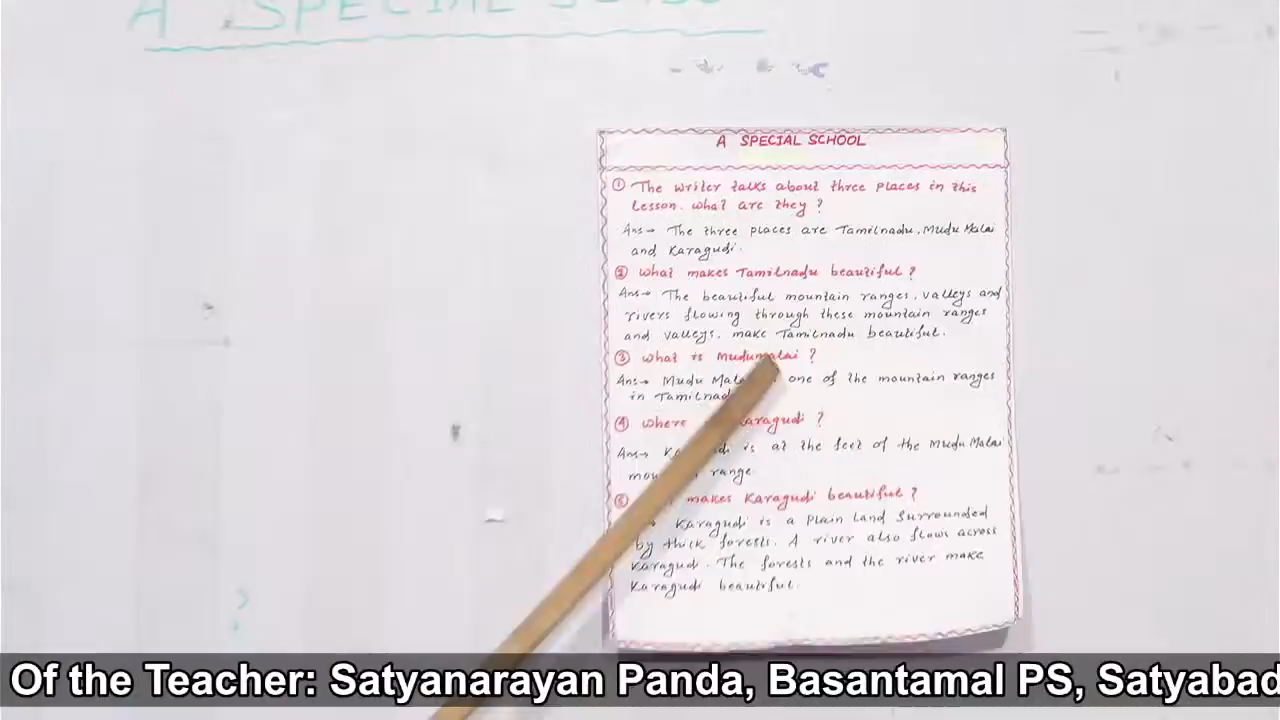 A SPECIAL
A SPECIAL SCHOOL
① The writer talks about three places in this
lesson. what are they ?
Ans→ The three places are Tamilnadu, Mudu Malai
and Karagudi.
② What makes Tamilnadu beautiful ?
Ans→ The beautiful mountain ranges, valleys and
rivers flowing through these mountain ranges
and valleys, make Tamilnadu beautiful.
③ What is Mudumalai ?
Ans→ Mudu Mala one of the mountain ranges
in Tamilnad
④ Where Karagudi ?
Ans→ is at the feet of the Mudu Malai
range
⑤ makes Karagudi beautiful ?
Karagudi is a plain land surrounded
by thick forests. A river also flows across
Karagudi. The forests and the river make
Karagudi beautiful.
Of the Teacher: Satyanarayan Panda, Basantamal PS, Satyabad